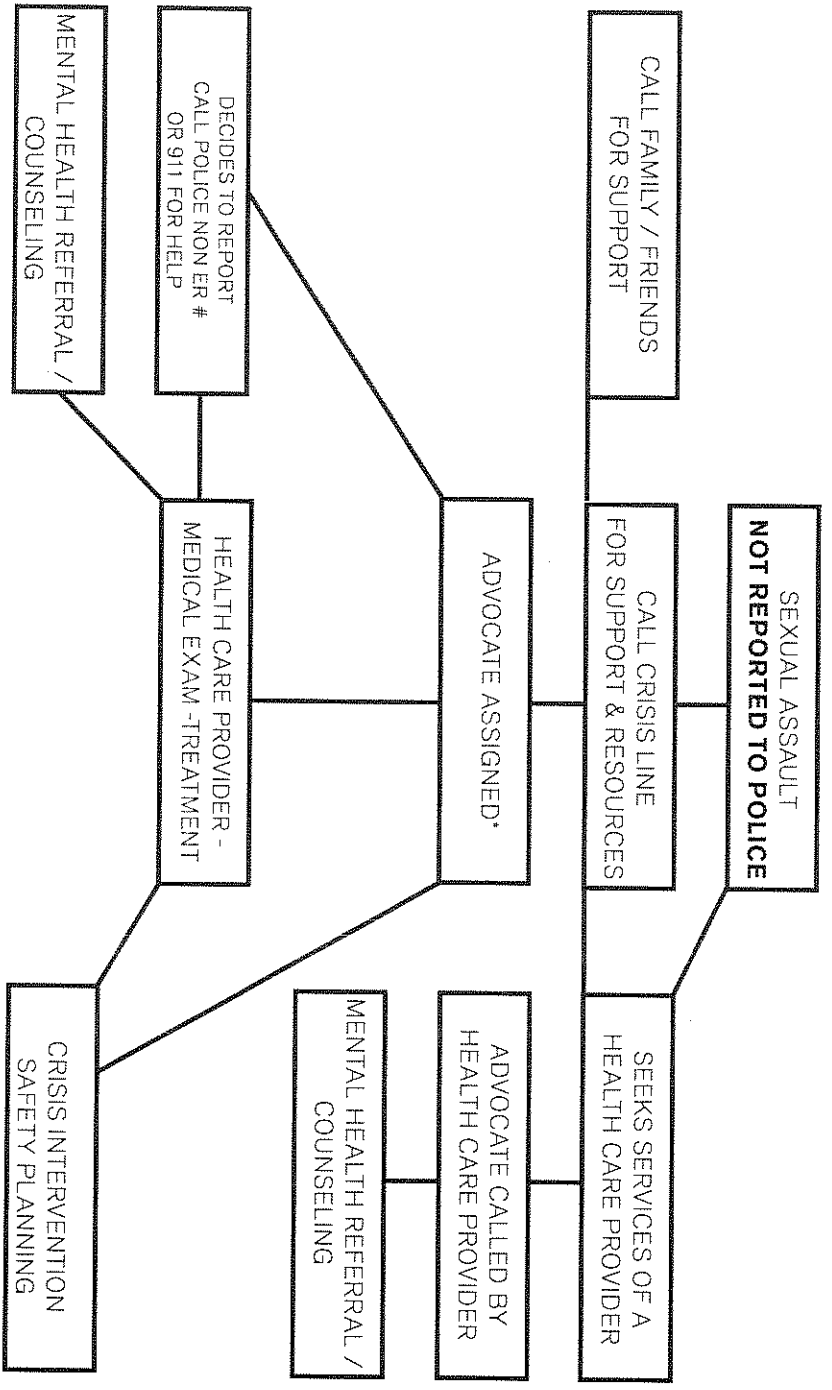 SEXUAL ASSAULT
NOT REPORTED TO POLICE
CALL FAMILY / FRIENDS
FOR SUPPORT
CALL CRISIS LINE
FOR SUPPORT & RESOURCES
SEEKS SERVICES OF A
HEALTH CARE PROVIDER
ADVOCATE ASSIGNED*
ADVOCATE CALLED BY
HEALTH CARE PROVIDER
DECIDES TO REPORT
CALL POLICE NON ER #
OR 911 FOR HELP
HEALTH CARE PROVIDER -
MEDICAL EXAM -TREATMENT
MENTAL HEALTH REFERRAL /
COUNSELING
MENTAL HEALTH REFERRAL /
COUNSELING
CRISIS INTERVENTION
SAFETY PLANNING